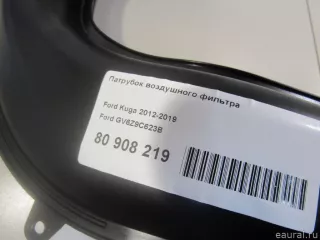 Патрубок воздушного фильтра
Ford Kuga 2012-2019
Ford GV6Z9C623B
80 908 219
eaural.ru